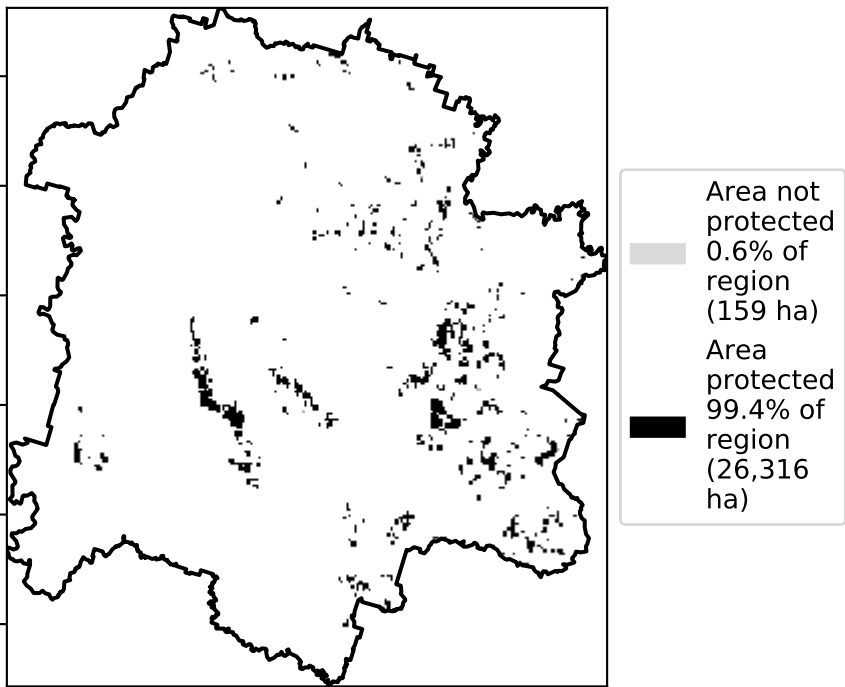 Area not
protected
0.6% of
region
(159 ha)
Area
protected
99.4% of
region
(26,316
ha)